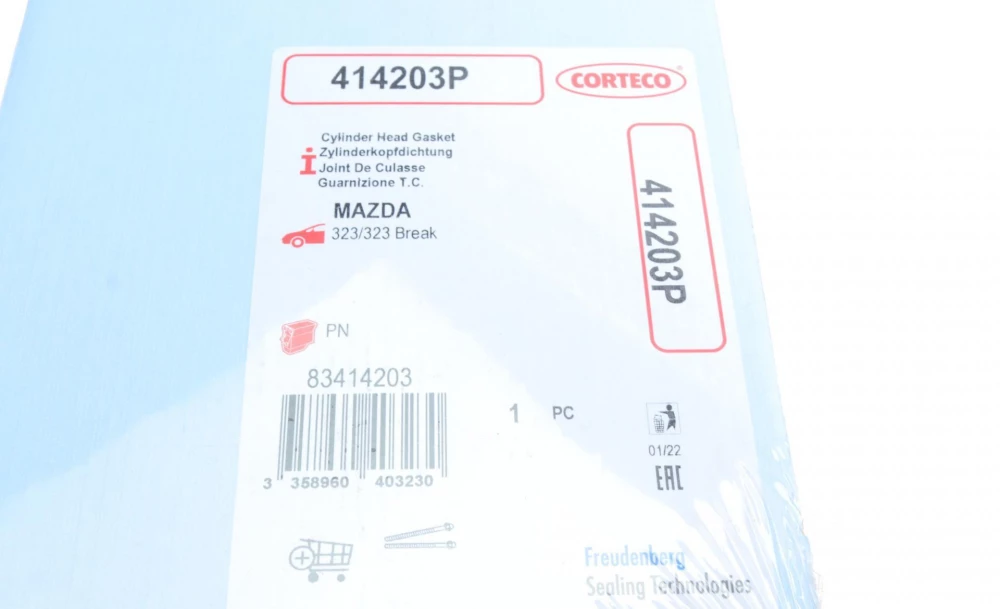 414203P
CORTECO
Cylinder Head Gasket
Zylinderkopfdichtung
Joint De Culasse
Guarnizione T.C.
MAZDA
323/323 Break
414203P
PN
83414203
1 PC
3 358960 403230
01/22
EAC
Freudenberg
Sealing Technologies